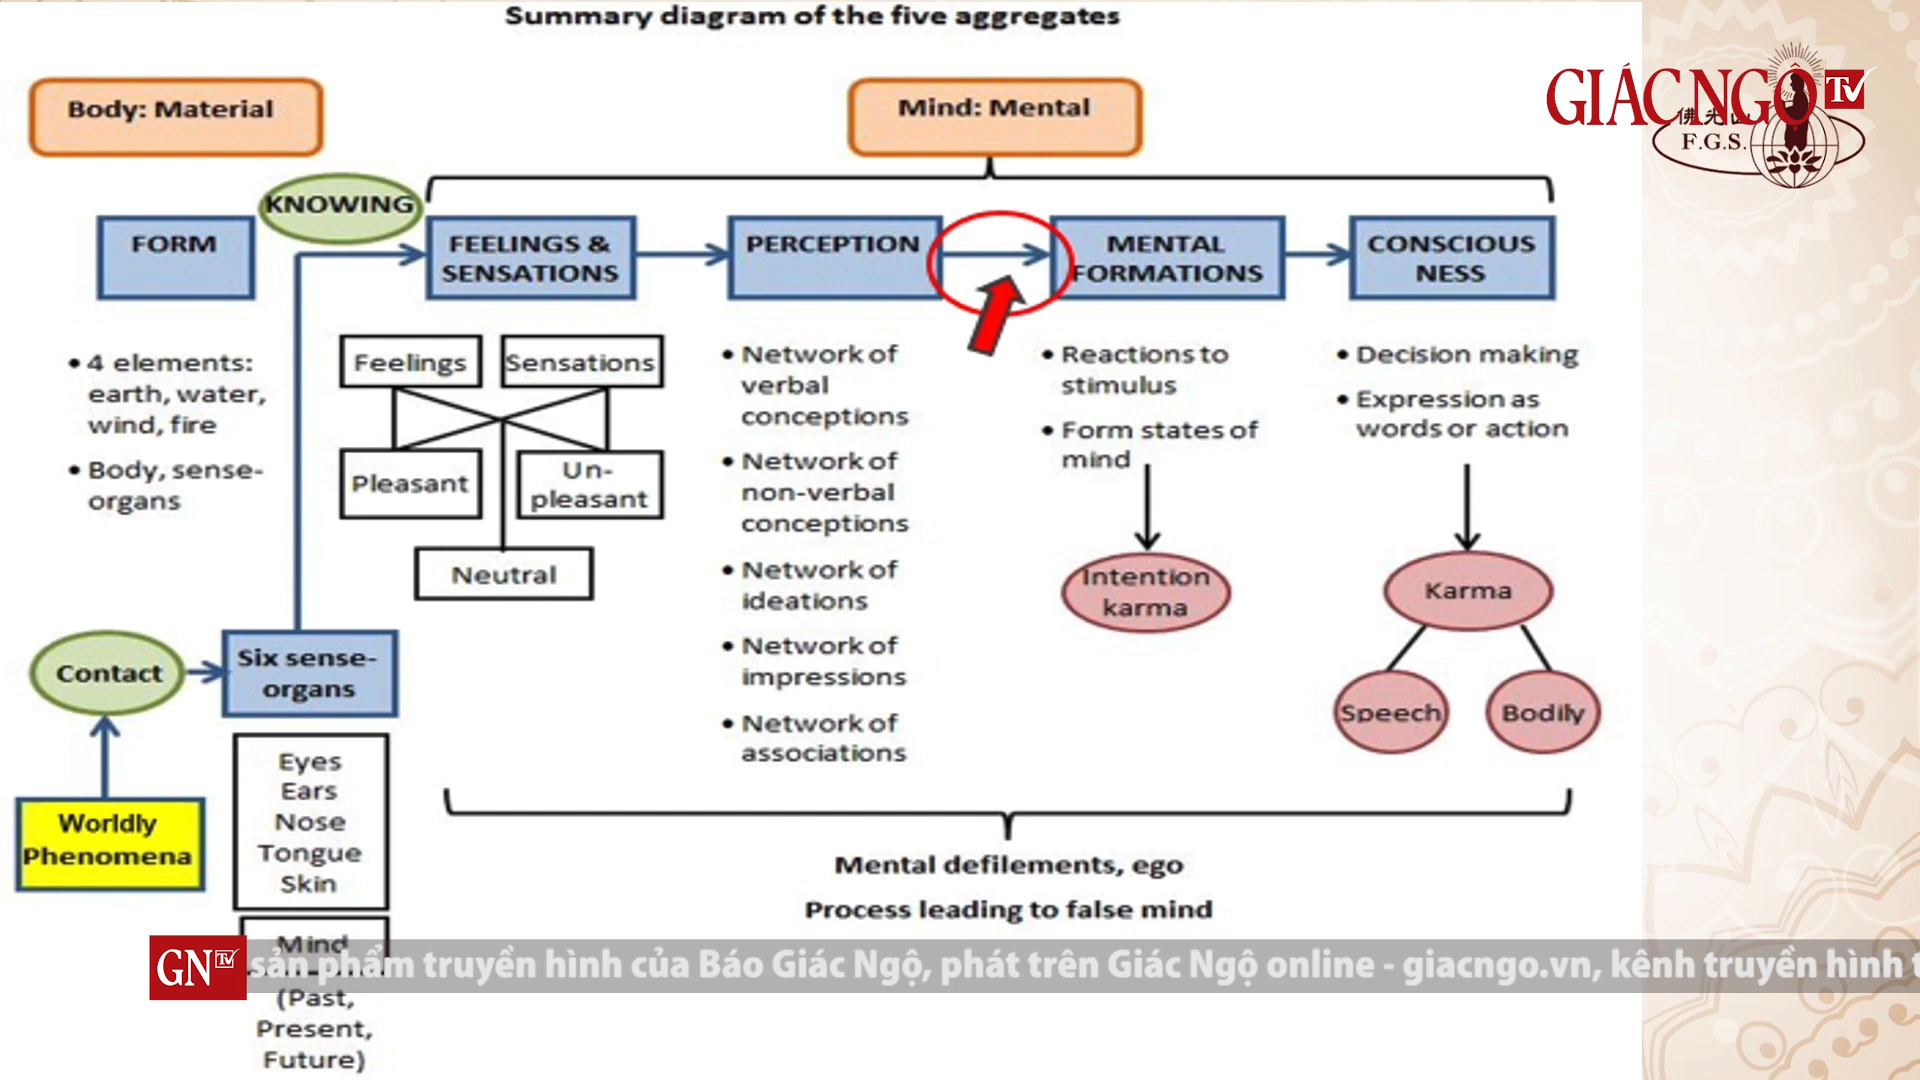 Summary diagram of the five aggregates
Body: Material
Mind: Mental
GIÁC NGỘ TV
佛光山
F.G.S.
KNOWING
FORM
FEELINGS &
SENSATIONS
PERCEPTION
MENTAL
FORMATIONS
CONSCIOUS
NESS
• 4 elements:
earth, water,
wind, fire
• Body, sense-
organs
Feelings
Sensations
Pleasant
Un-
pleasant
Neutral
• Network of
verbal
conceptions
• Network of
non-verbal
conceptions
• Network of
ideations
• Network of
impressions
• Network of
associations
• Reactions to
stimulus
• Form states of
mind
Intention
karma
• Decision making
• Expression as
words or action
Karma
Speech
Bodily
Contact
Six sense-
organs
Worldly
Phenomena
Eyes
Ears
Nose
Tongue
Skin
Mind
(Past,
Present,
Future)
Mental defilements, ego
Process leading to false mind
GN TV
sản phẩm truyền hình của Báo Giác Ngộ, phát trên Giác Ngộ online - giacngo.vn, kênh truyền hình